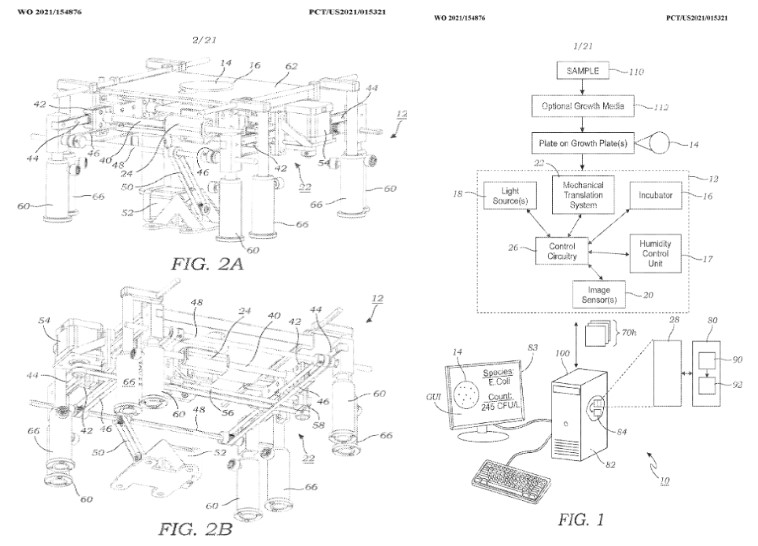 WO 2021/154876 PCT/US2021/015321
2/21
14 16 62
44
42
12
44
46
40
48
24
50
46
42
54
22
66
60
52
66
60
66
60
FIG. 2A
12
48
24
40
42
44
54
44
66
60
56
46
58
60
42
46
48
66
66
50
52
22
60
60
66
60
FIG. 2B
WO 2021/154876 PCT/US2021/015321
1/21
SAMPLE 110
Optional Growth Media 112
Plate on Growth Plate(s) 14
12
22
18 Light Source(s)
Mechanical Translation System
Incubator 16
26 Control Circuitry
Humidity Control Unit 17
Image Sensor(s) 20
70h
28 80
83
14
100
90
92
Species:
E. Coli
Count:
245 CFU/L
GUI
84
82
10
FIG. 1